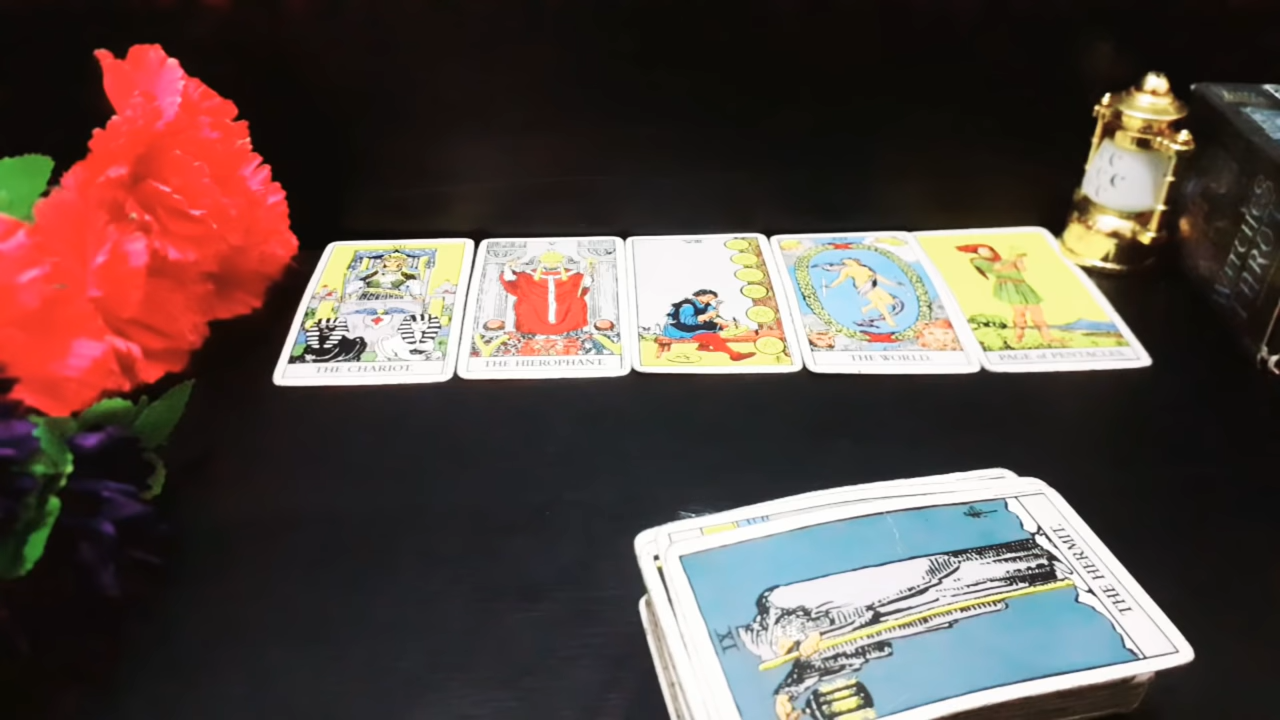 THE CHARIOT.
V
THE HIEROPHANT.
THE WORLD.
PAGE of PENTACLES.
THE HERMIT.
IX